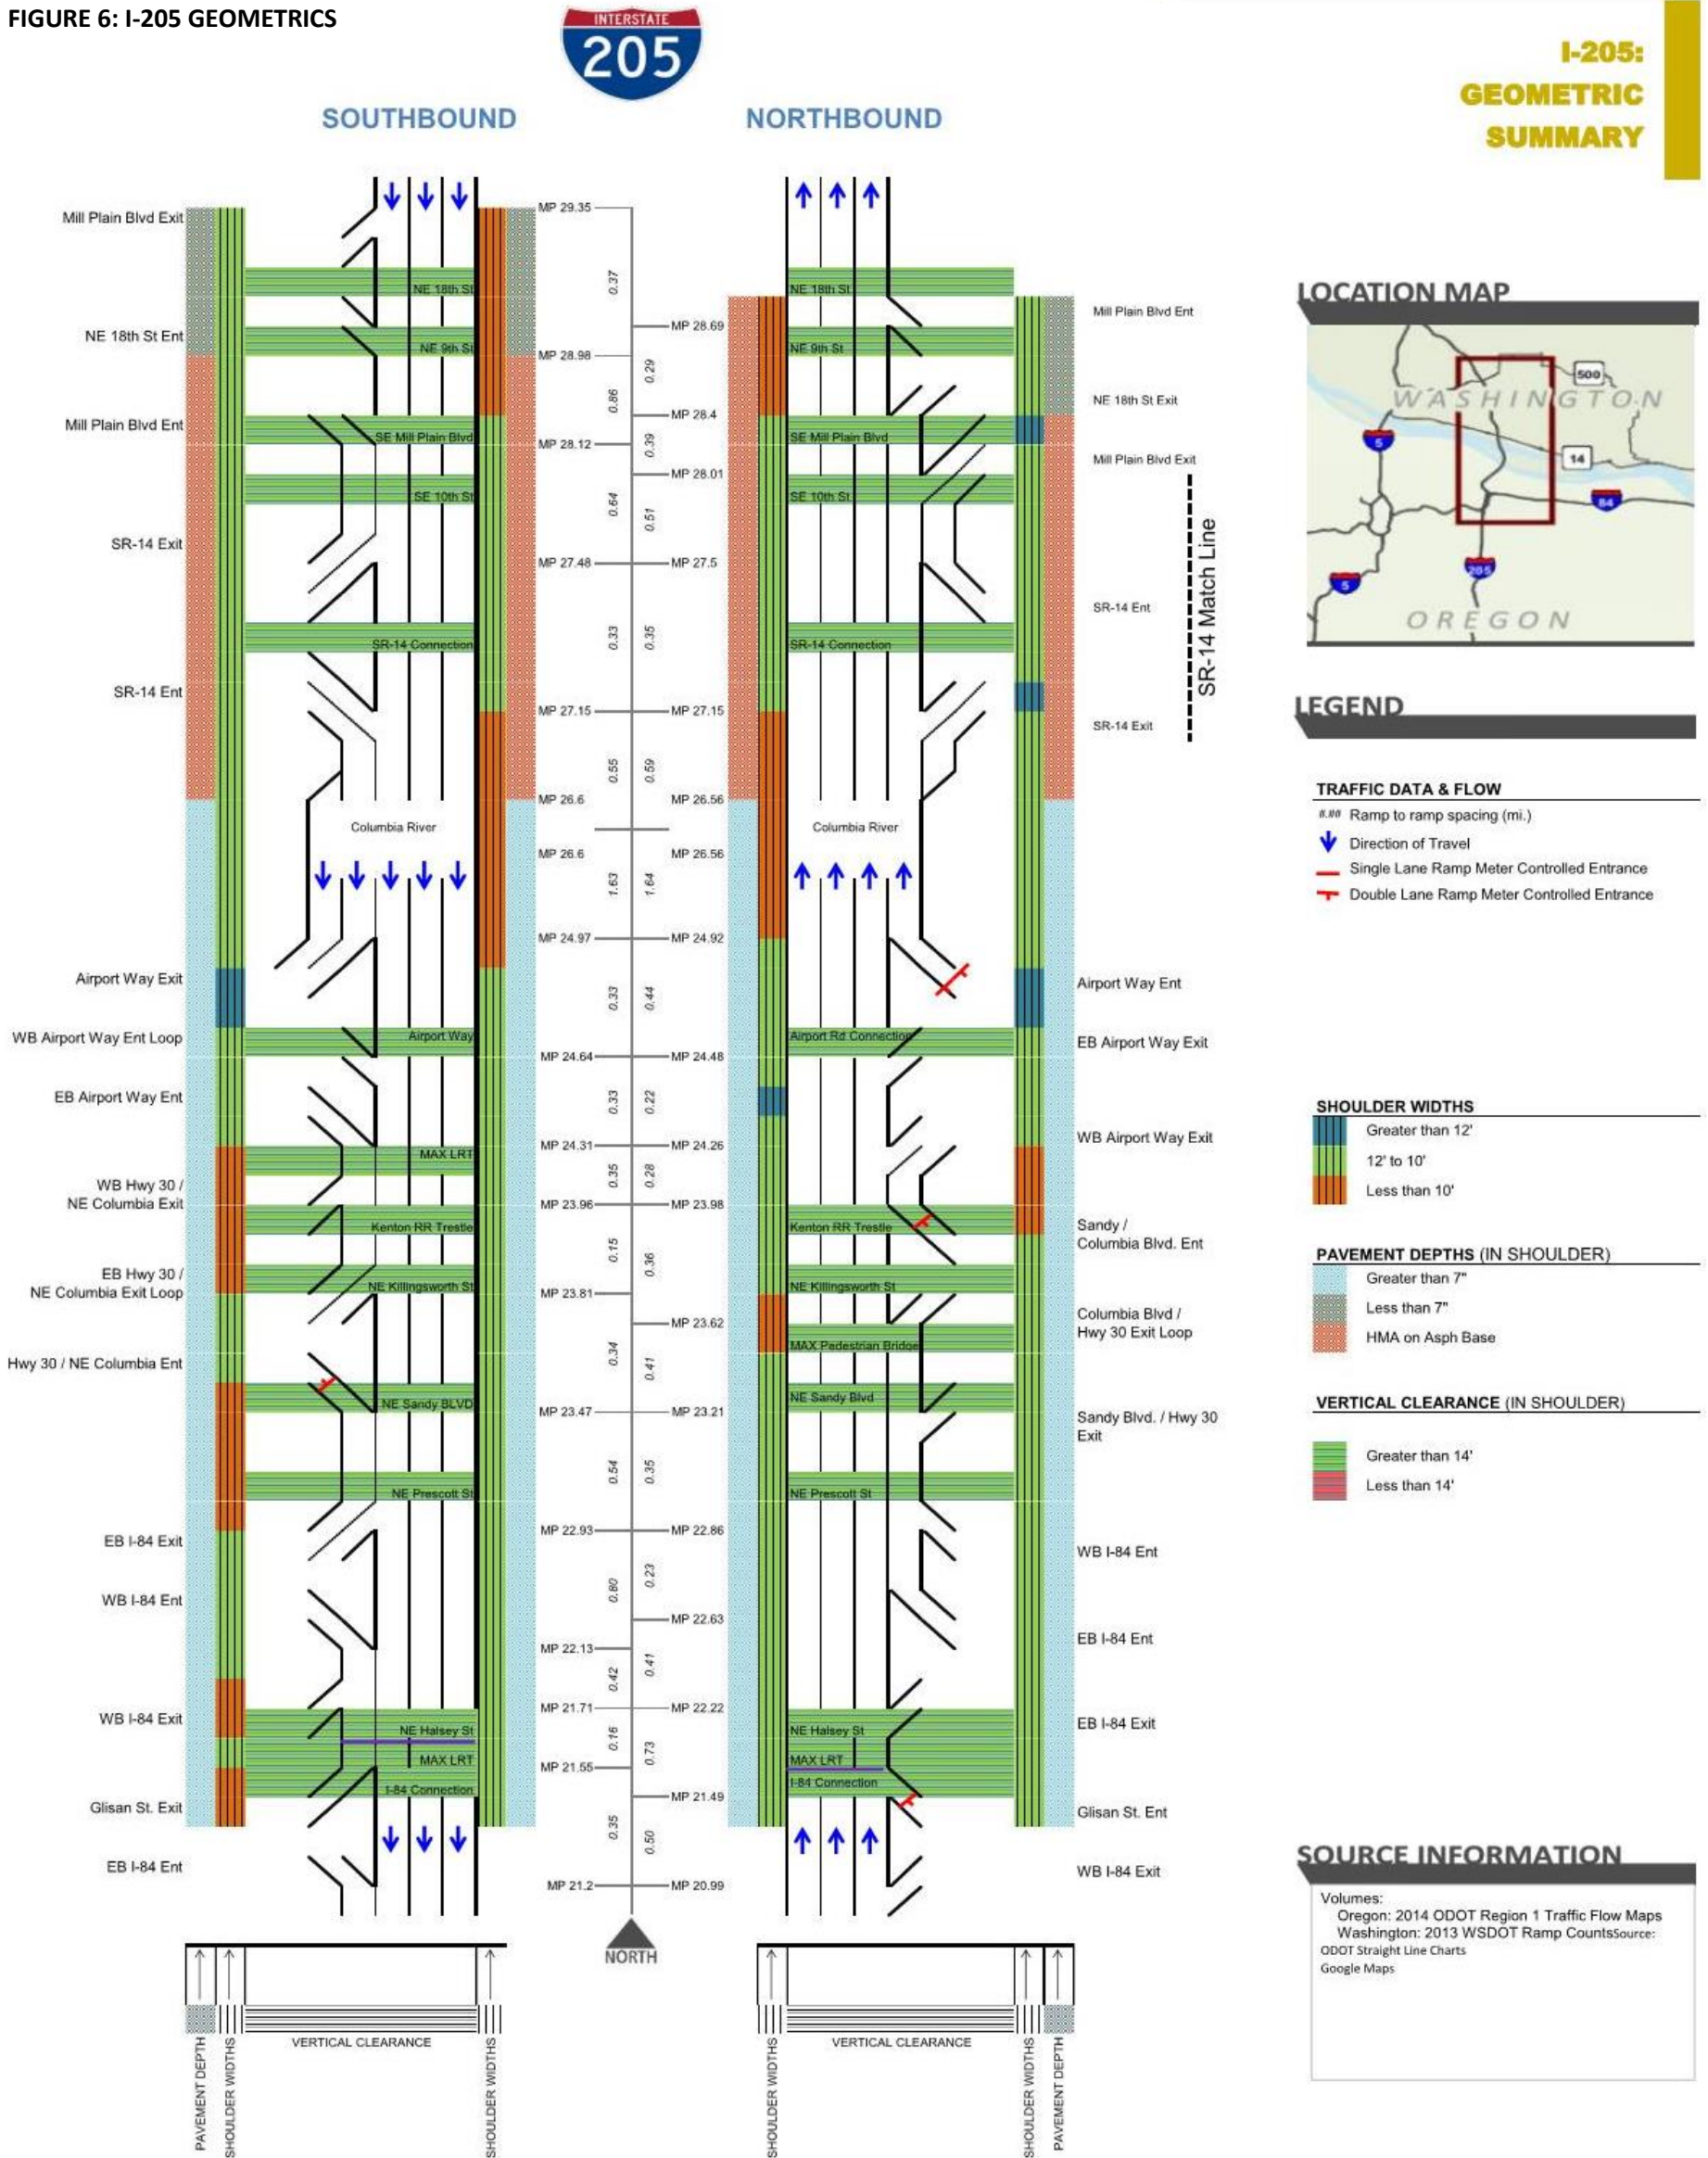 FIGURE 6: I-205 GEOMETRICS
INTERSTATE
205
I-205:
GEOMETRIC
SUMMARY
SOUTHBOUND
NORTHBOUND
Mill Plain Blvd Exit
NE 18th St Ent
Mill Plain Blvd Ent
SR-14 Exit
SR-14 Ent
Airport Way Exit
WB Airport Way Ent Loop
EB Airport Way Ent
WB Hwy 30 /
NE Columbia Exit
EB Hwy 30 /
NE Columbia Exit Loop
Hwy 30 / NE Columbia Ent
EB I-84 Exit
WB I-84 Ent
WB I-84 Exit
Glisan St. Exit
EB I-84 Ent
NE 18th St
NE 9th St
SE Mill Plain Blvd
SE 10th St
SR-14 Connection
Columbia River
Airport Way
MAX LRT
Kenton RR Trestle
NE Killingsworth St
NE Sandy BLVD
NE Prescott St
NE Halsey St
MAX LRT
I-84 Connection
MP 29.35
MP 28.98
MP 28.12
MP 27.48
MP 27.15
MP 26.6
MP 26.6
MP 24.97
MP 24.64
MP 24.31
MP 23.96
MP 23.81
MP 23.47
MP 22.93
MP 22.13
MP 21.71
MP 21.55
MP 21.2
0.37
0.86
0.64
0.33
0.55
1.63
0.33
0.33
0.35
0.15
0.34
0.54
0.80
0.42
0.16
0.35
0.29
0.39
0.51
0.35
0.59
1.64
0.44
0.22
0.28
0.36
0.41
0.35
0.23
0.41
0.73
0.50
MP 28.69
MP 28.4
MP 28.01
MP 27.5
MP 27.15
MP 26.56
MP 26.56
MP 24.92
MP 24.48
MP 24.26
MP 23.98
MP 23.62
MP 23.21
MP 22.86
MP 22.63
MP 22.22
MP 21.49
MP 20.99
NORTH
NE 18th St
NE 9th St
SE Mill Plain Blvd
SE 10th St
SR-14 Connection
Columbia River
Airport Rd Connection
Kenton RR Trestle
NE Killingsworth St
MAX Pedestrian Bridge
NE Sandy Blvd
NE Prescott St
NE Halsey St
MAX LRT
I-84 Connection
Mill Plain Blvd Ent
NE 18th St Exit
Mill Plain Blvd Exit
SR-14 Ent
SR-14 Exit
SR-14 Match Line
Airport Way Ent
EB Airport Way Exit
WB Airport Way Exit
Sandy /
Columbia Blvd. Ent
Columbia Blvd /
Hwy 30 Exit Loop
Sandy Blvd. / Hwy 30
Exit
WB I-84 Ent
EB I-84 Ent
EB I-84 Exit
Glisan St. Ent
WB I-84 Exit
PAVEMENT DEPTH
SHOULDER WIDTHS
VERTICAL CLEARANCE
SHOULDER WIDTHS
SHOULDER WIDTHS
VERTICAL CLEARANCE
SHOULDER WIDTHS
PAVEMENT DEPTH
LOCATION MAP
500
WASHINGTON
5
14
84
205
5
OREGON
LEGEND
TRAFFIC DATA & FLOW
#.## Ramp to ramp spacing (mi.)
Direction of Travel
Single Lane Ramp Meter Controlled Entrance
Double Lane Ramp Meter Controlled Entrance
SHOULDER WIDTHS
Greater than 12'
12' to 10'
Less than 10'
PAVEMENT DEPTHS (IN SHOULDER)
Greater than 7"
Less than 7"
HMA on Asph Base
VERTICAL CLEARANCE (IN SHOULDER)
Greater than 14'
Less than 14'
SOURCE INFORMATION
Volumes:
Oregon: 2014 ODOT Region 1 Traffic Flow Maps
Washington: 2013 WSDOT Ramp CountsSource:
ODOT Straight Line Charts
Google Maps